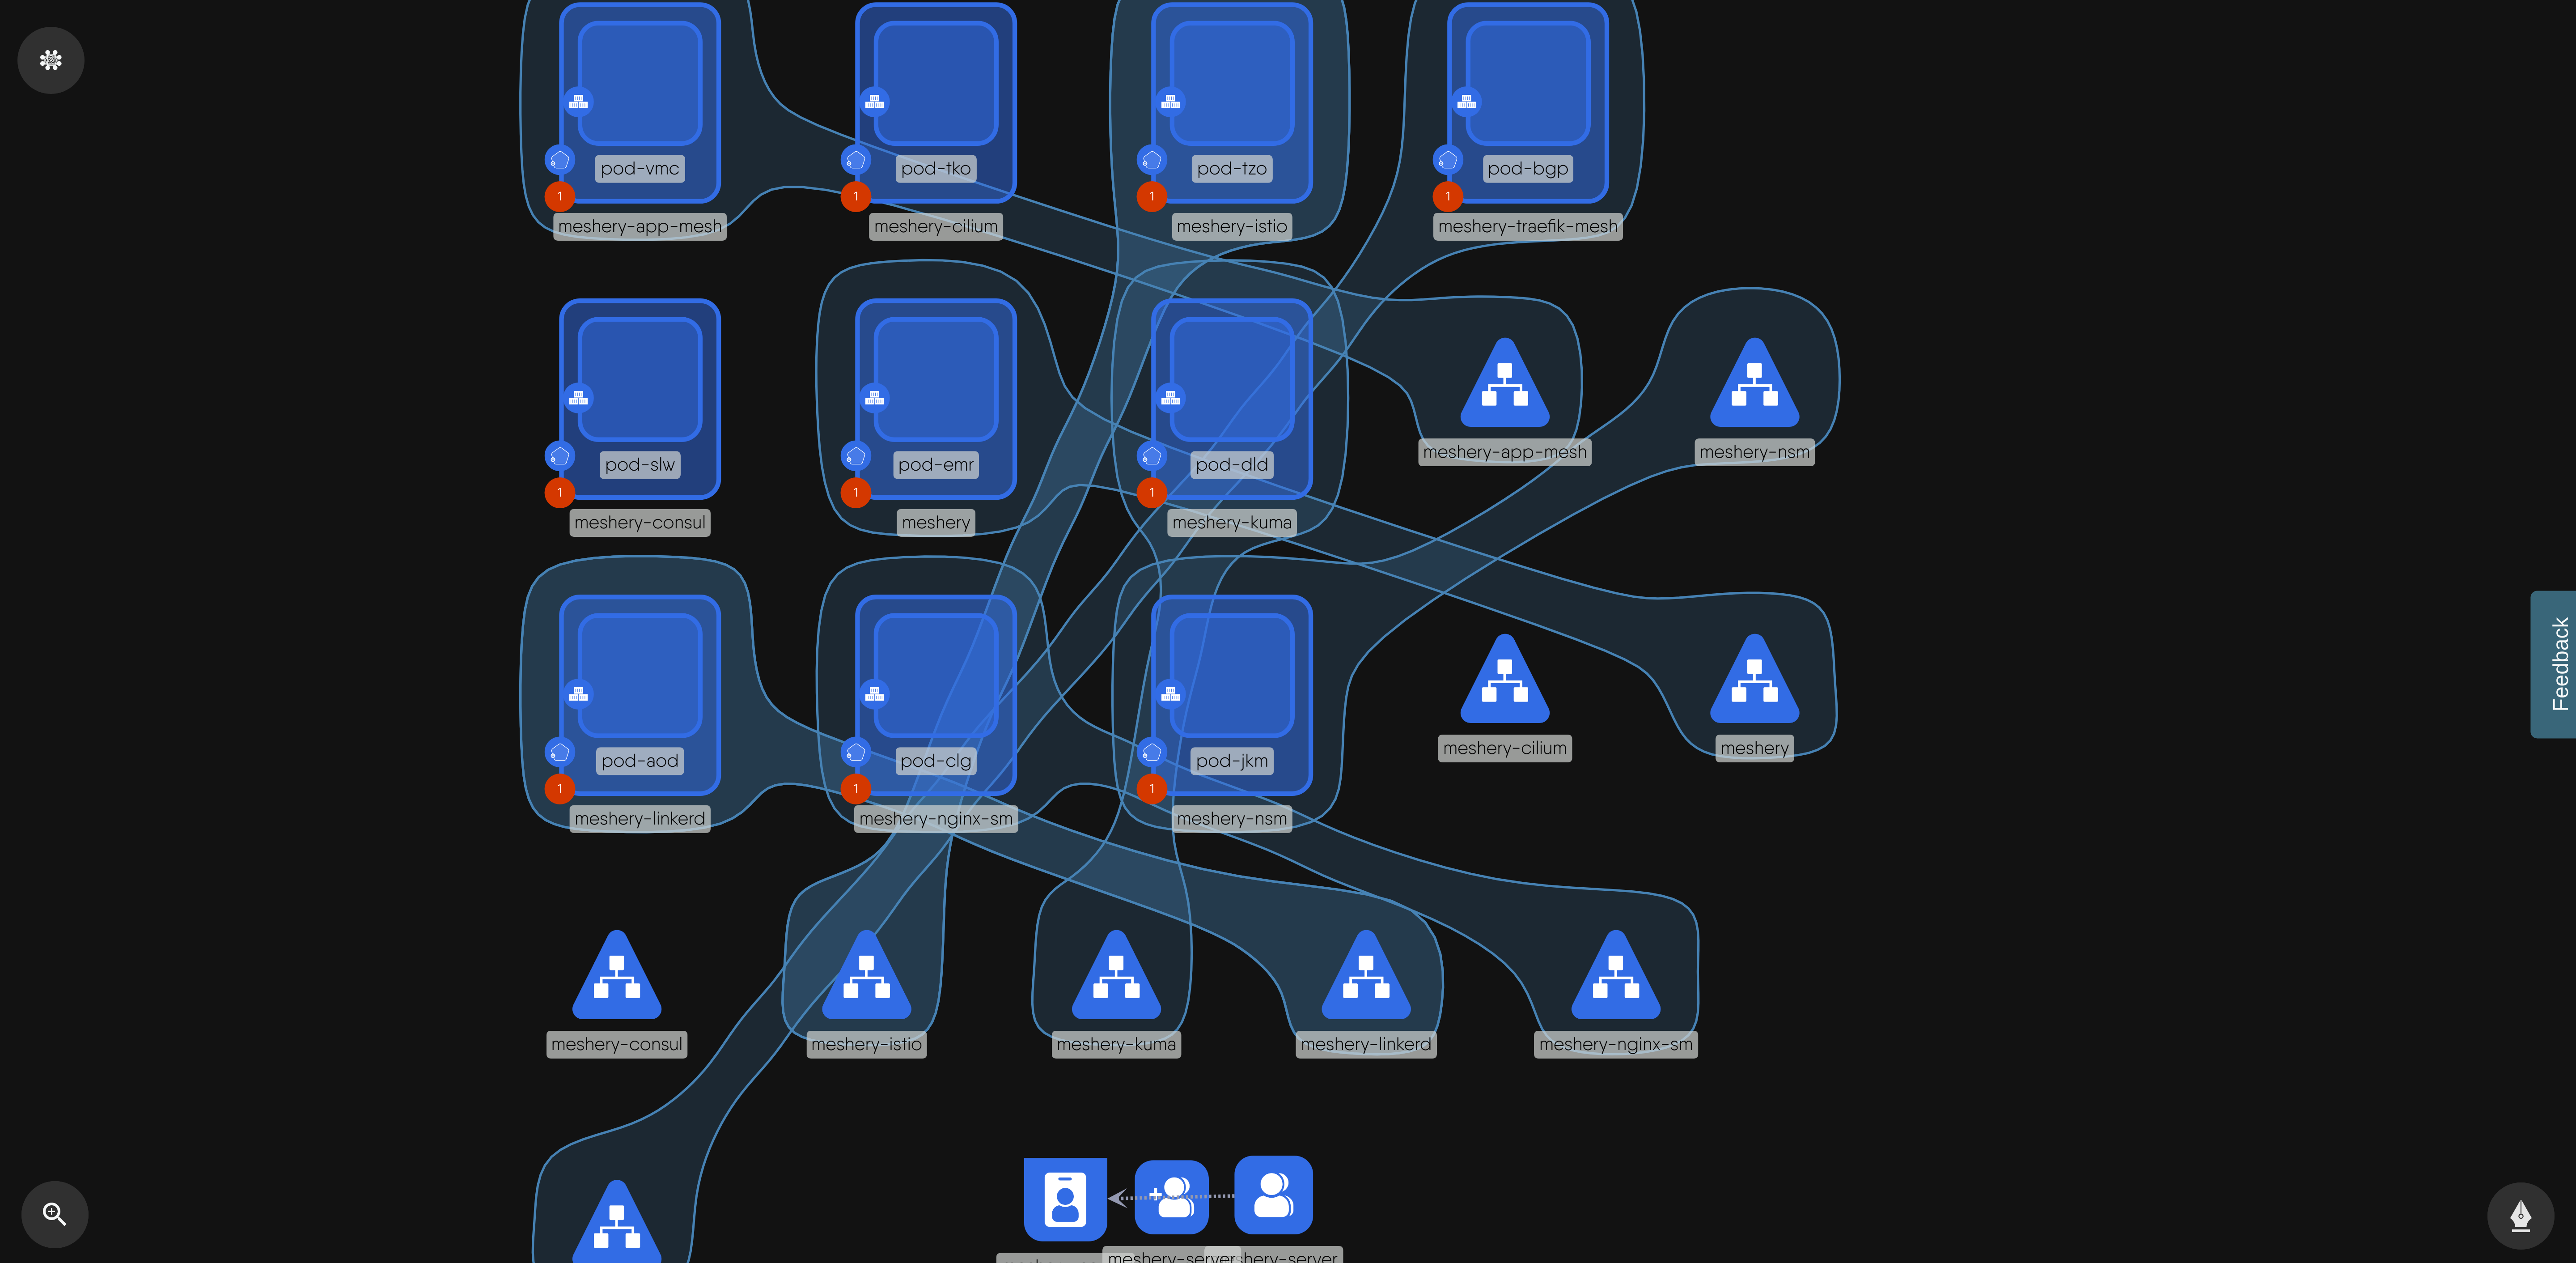 pod-vmc
pod-tko
pod-tzo
pod-bgp
1
1
1
1
meshery-app-mesh
meshery-cilium
meshery-istio
meshery-traefik-mesh
pod-slw
pod-emr
pod-dld
meshery-app-mesh
meshery-nsm
1
1
1
meshery-consul
meshery
meshery-kuma
Feedback
pod-aod
pod-clg
pod-jkm
meshery-cilium
meshery
1
1
1
meshery-linkerd
meshery-nginx-sm
meshery-nsm
meshery-consul
meshery-istio
meshery-kuma
meshery-linkerd
meshery-nginx-sm
meshery-server
hery-server